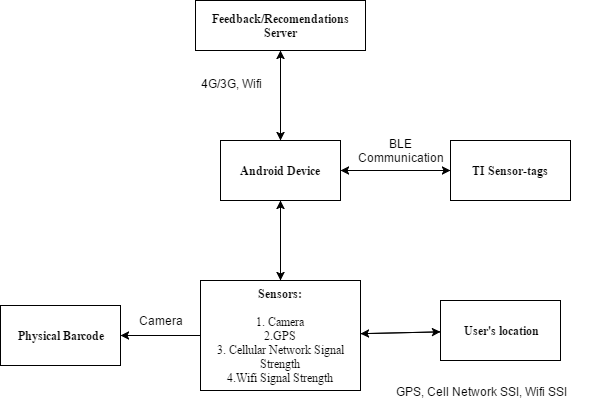 Feedback/Recomendations
Server
4G/3G, Wifi
BLE
Communication
Android Device
TI Sensor-tags
Sensors:
1. Camera
2.GPS
3. Cellular Network Signal
Strength
4.Wifi Signal Strength
Camera
Physical Barcode
User's location
GPS, Cell Network SSI, Wifi SSI